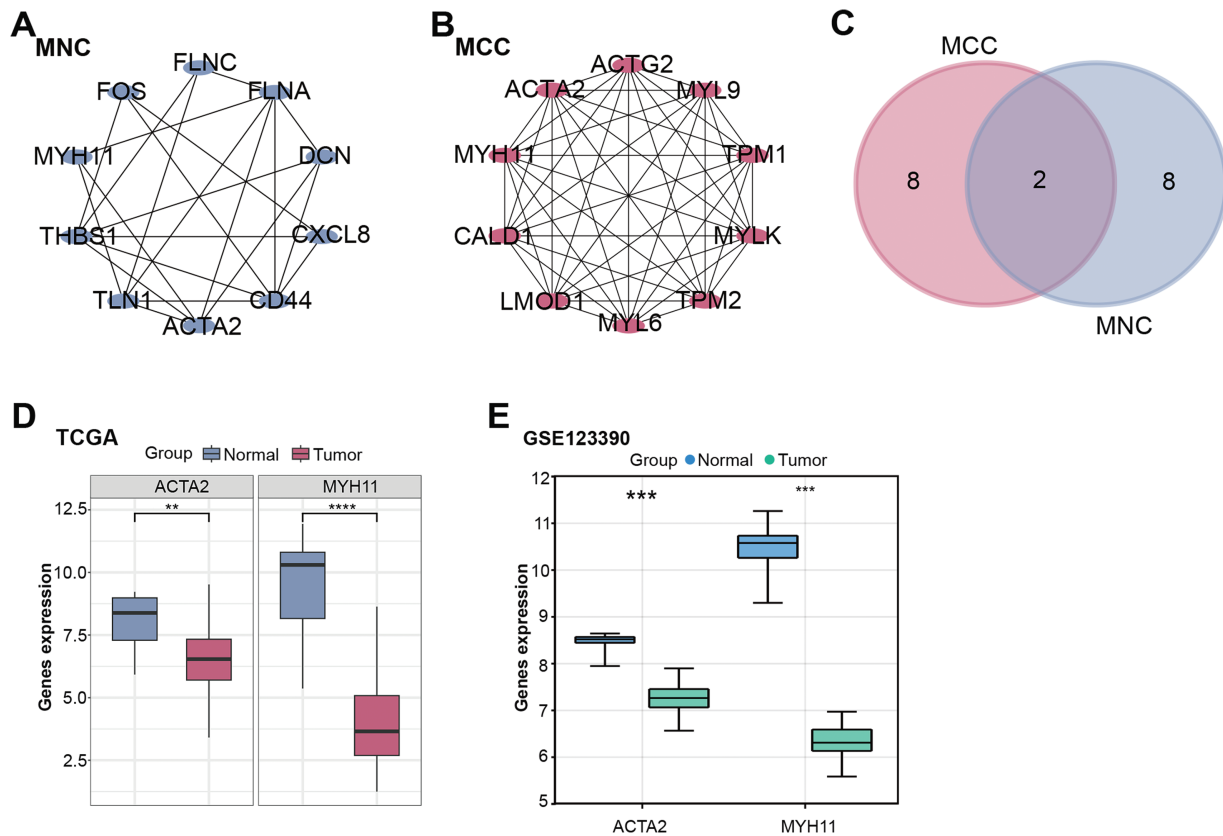 A
MNC
FLNC
FOS
FLNA
MYH11
DCN
THBS1
CXCL8
TLN1
CD44
ACTA2
B
MCC
ACTG2
ACTA2
MYL9
MYH11
TPM1
CALD1
MYLK
LMOD1
TPM2
MYL6
C
MCC
8
2
8
MNC
D
TCGA
Group Normal Tumor
ACTA2
MYH11
**
****
12.5
10.0
7.5
5.0
2.5
Genes expression
E
GSE123390
Group Normal Tumor
***
***
12
11
10
9
8
7
6
5
Genes expression
ACTA2
MYH11